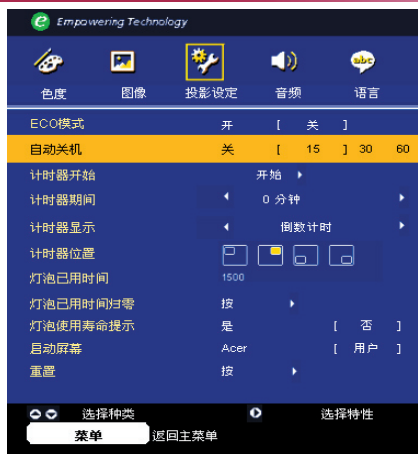 Empowering Technology
色度 图像 投影设定 音频 语言
ECO模式 开 [ 关 ]
自动关机 关 [ 15 ] 30 60
计时器开始 开始
计时器期间 0 分钟
计时器显示 倒数计时
计时器位置
灯泡已用时间 1500
灯泡已用时间归零 按
灯泡使用寿命提示 是 [ 否 ]
启动屏幕 Acer [ 用户 ]
重置 按
选择种类 选择特性
菜单 返回主菜单